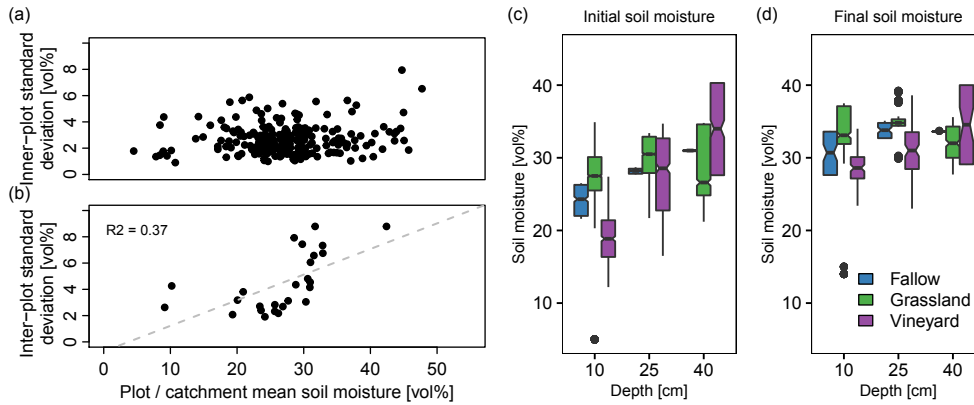 (a)
Inner−plot standard
deviation [vol%]
0
2
4
6
8
(b)
R2 = 0.37
Inter−plot standard
deviation [vol%]
0
2
4
6
8
0
10
20
30
40
50
Plot / catchment mean soil moisture [vol%]
(c)
Initial soil moisture
Soil moisture [vol%]
10
20
30
40
10
25
40
Depth [cm]
(d)
Final soil moisture
Soil moisture [vol%]
10
20
30
40
Fallow
Grassland
Vineyard
10
25
40
Depth [cm]